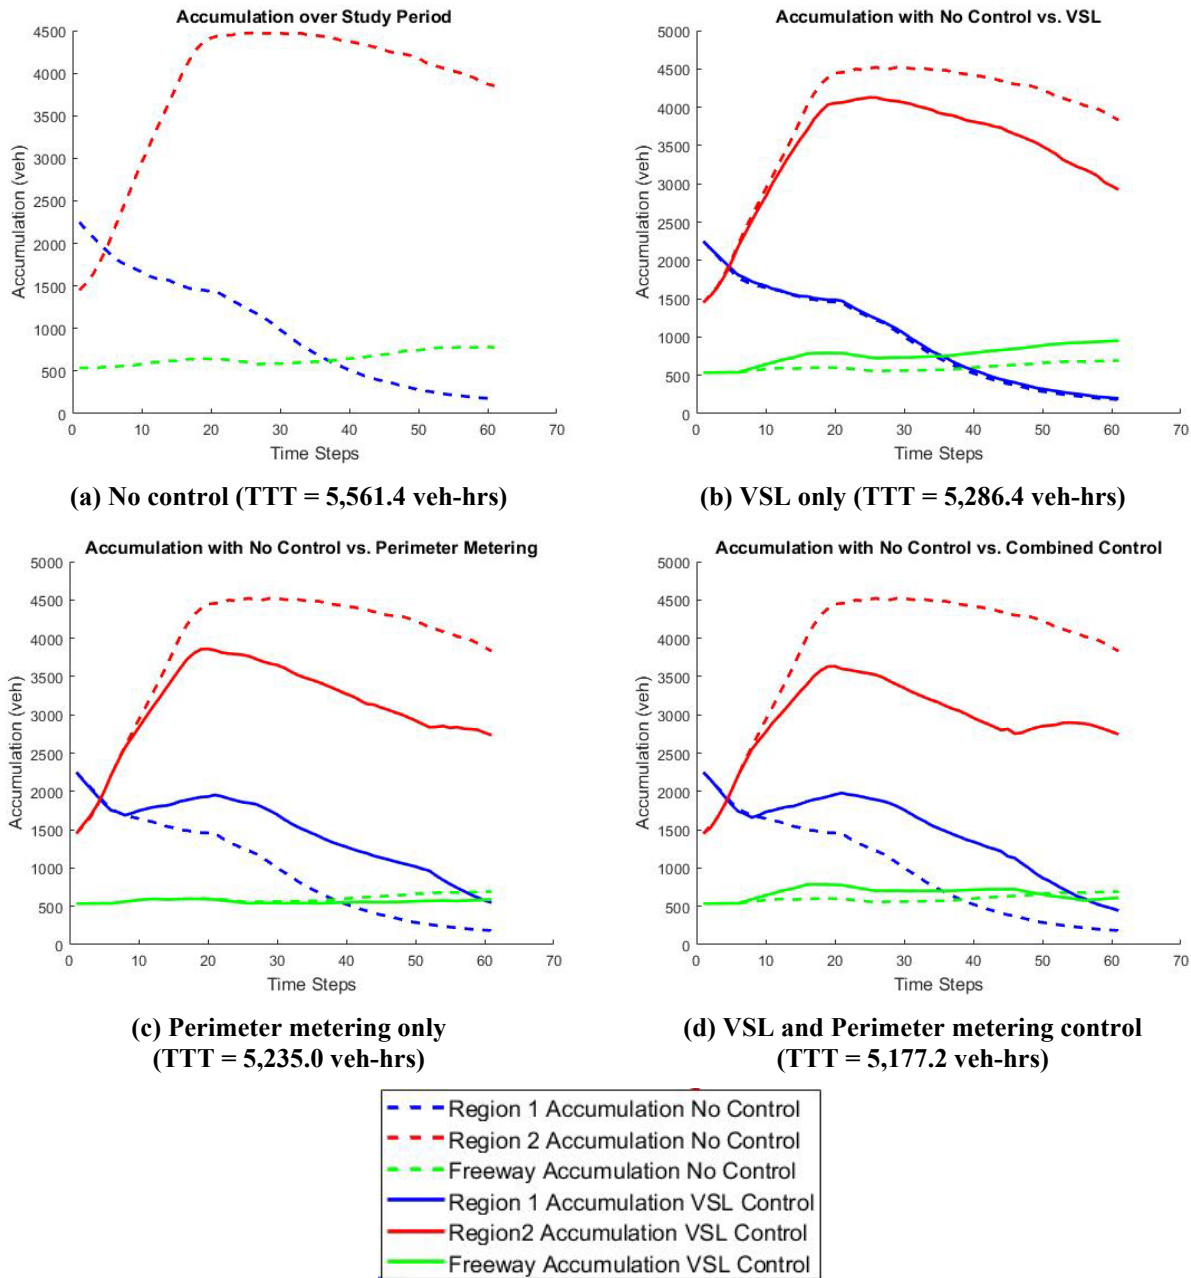 Accumulation over Study Period
4500
4000
3500
3000
2500
2000
1500
1000
500
0
Accumulation (veh)
0 10 20 30 40 50 60 70
Time Steps
(a) No control (TTT = 5,561.4 veh-hrs)
Accumulation with No Control vs. VSL
5000
4500
4000
3500
3000
2500
2000
1500
1000
500
0
Accumulation (veh)
0 10 20 30 40 50 60 70
Time Steps
(b) VSL only (TTT = 5,286.4 veh-hrs)
Accumulation with No Control vs. Perimeter Metering
5000
4500
4000
3500
3000
2500
2000
1500
1000
500
0
Accumulation (veh)
0 10 20 30 40 50 60 70
Time Steps
(c) Perimeter metering only
(TTT = 5,235.0 veh-hrs)
Accumulation with No Control vs. Combined Control
5000
4500
4000
3500
3000
2500
2000
1500
1000
500
0
Accumulation (veh)
0 10 20 30 40 50 60 70
Time Steps
(d) VSL and Perimeter metering control
(TTT = 5,177.2 veh-hrs)
Region 1 Accumulation No Control
Region 2 Accumulation No Control
Freeway Accumulation No Control
Region 1 Accumulation VSL Control
Region2 Accumulation VSL Control
Freeway Accumulation VSL Control